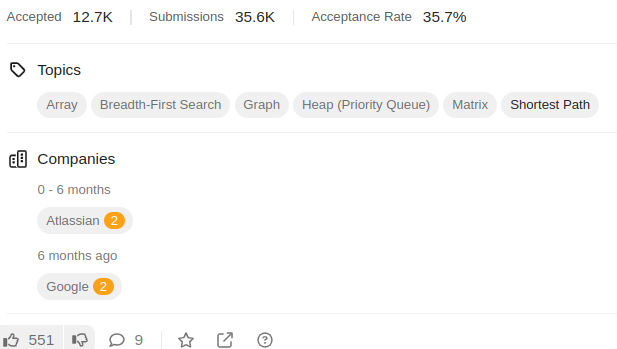 Accepted 12.7K Submissions 35.6K Acceptance Rate 35.7%
Topics
Array Breadth-First Search Graph Heap (Priority Queue) Matrix Shortest Path
Companies
0 - 6 months
Atlassian 2
6 months ago
Google 2
551 9